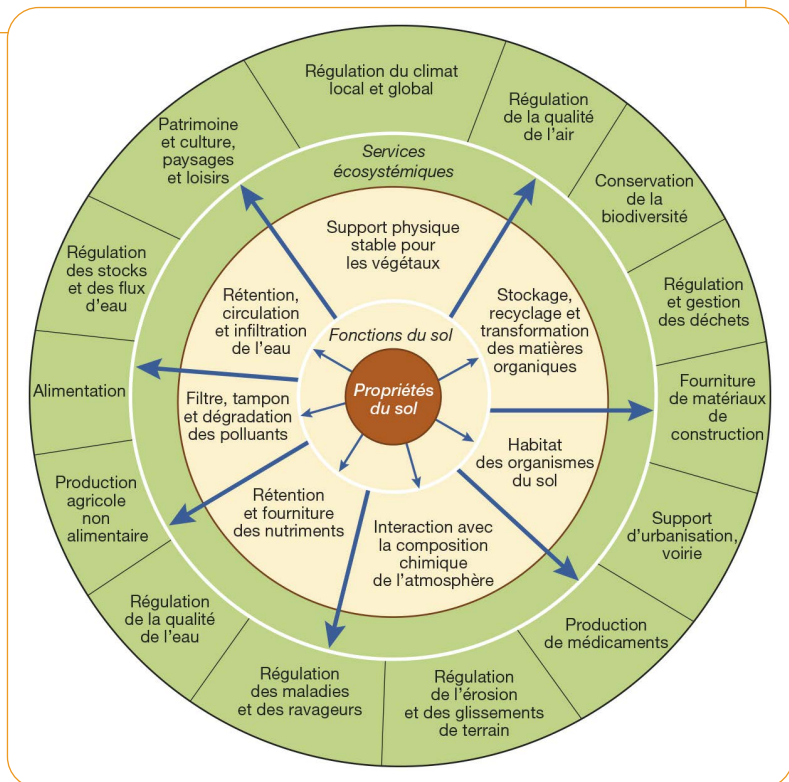 Régulation du climat
local et global
Régulation
de la qualité
de l'air
Conservation
de la
biodiversité
Régulation
et gestion
des déchets
Fourniture
de matériaux
de
construction
Support
d'urbanisation,
voirie
Production
de médicaments
Régulation
de l'érosion
et des glissements
de terrain
Régulation
des maladies
et des ravageurs
Régulation
de la qualité
de l'eau
Production
agricole
non
alimentaire
Alimentation
Régulation
des stocks
et des flux
d'eau
Patrimoine
et culture,
paysages
et loisirs
Services
écosystémiques
Support physique
stable pour
les végétaux
Stockage,
recyclage et
transformation
des matières
organiques
Habitat
des organismes
du sol
Interaction avec
la composition
chimique
de l'atmosphère
Rétention
et fourniture
des nutriments
Filtre, tampon
et dégradation
des polluants
Rétention,
circulation
et infiltration
de l'eau
Fonctions du sol
Propriétés
du sol